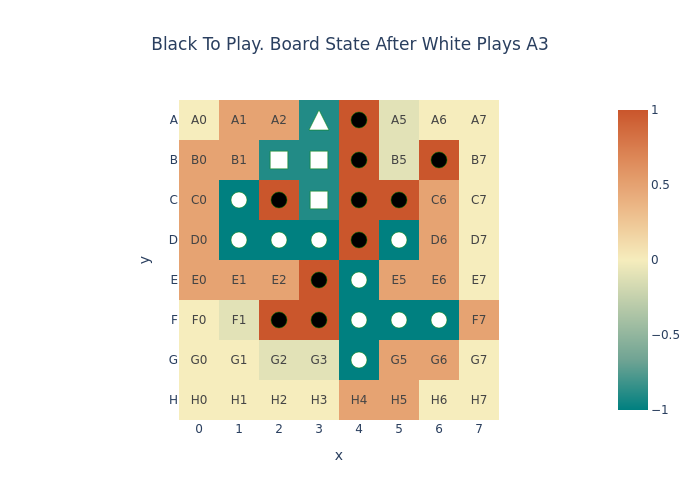 Black To Play. Board State After White Plays A3
A A0 A1 A2 A5 A6 A7
B B0 B1 B5 B7
C C0 C6 C7
D D0 D6 D7
E E0 E1 E2 E5 E6 E7
F F0 F1 F7
G G0 G1 G2 G3 G5 G6 G7
H H0 H1 H2 H3 H4 H5 H6 H7
0 1 2 3 4 5 6 7
x
y
1
0.5
0
−0.5
−1